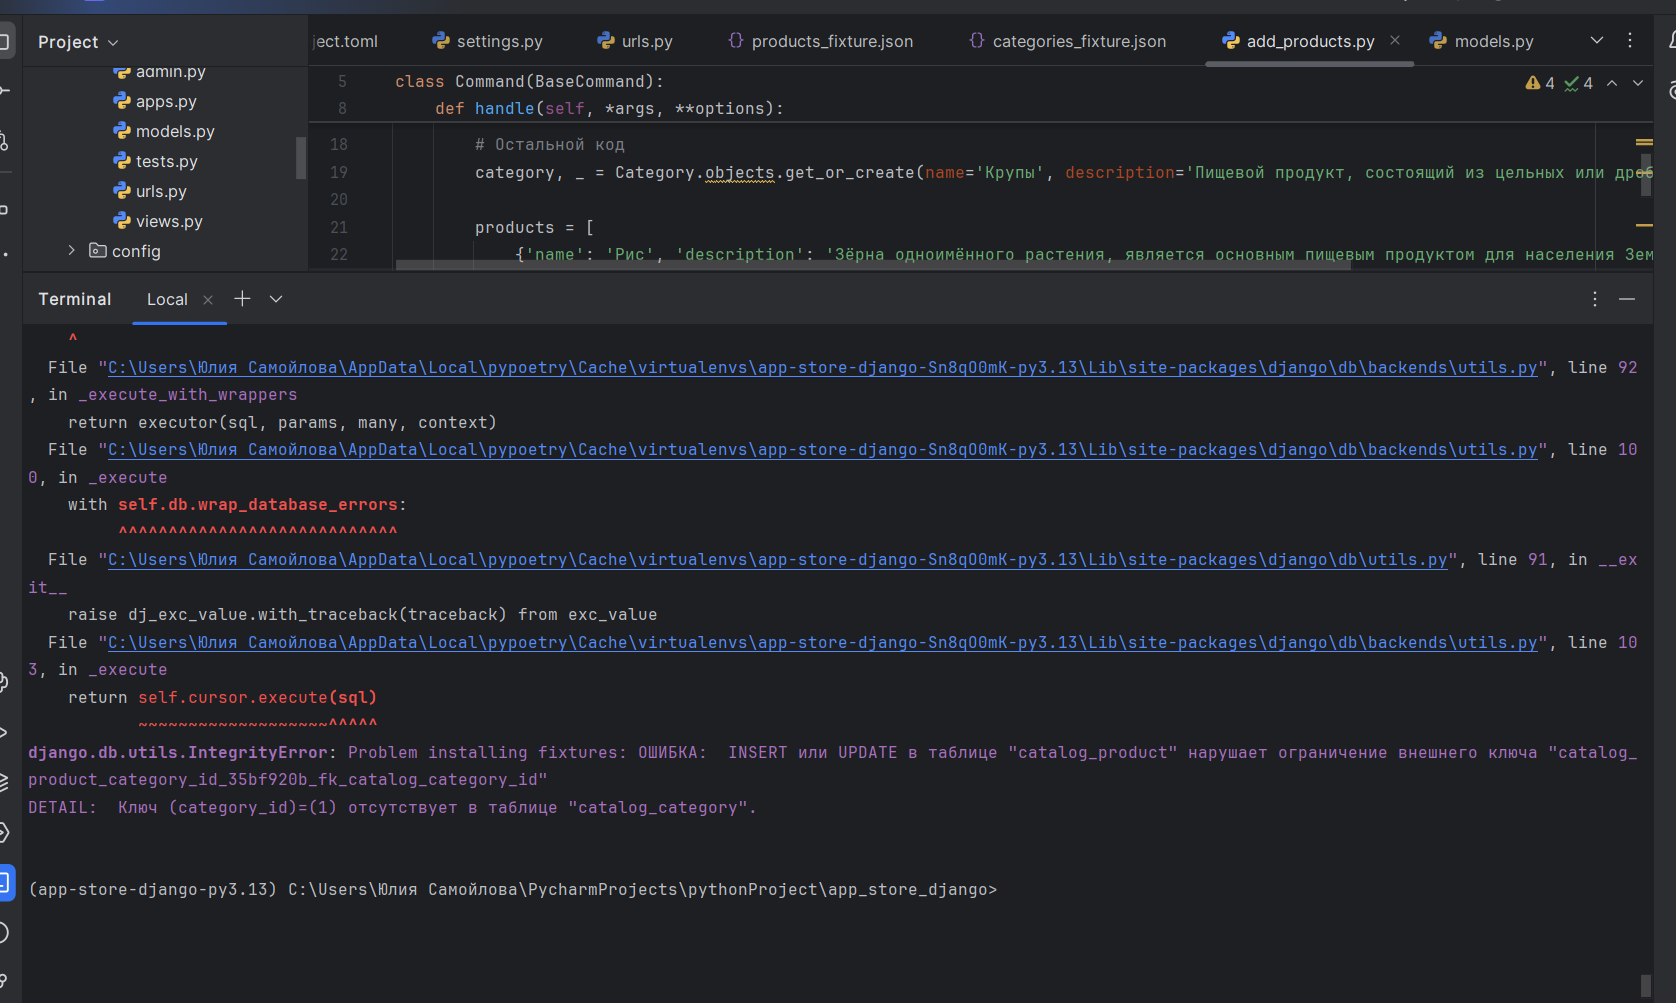 Project
ject.toml
settings.py
urls.py
products_fixture.json
categories_fixture.json
add_products.py
models.py
admin.py
apps.py
models.py
tests.py
urls.py
views.py
config
5 class Command(BaseCommand):
4 4
8 def handle(self, *args, **options):
18 # Остальной код
19 category, _ = Category.objects.get_or_create(name='Крупы', description='Пищевой продукт, состоящий из цельных или дроб
20
21 products = [
22 {'name': 'Рис', 'description': 'Зёрна одноимённого растения, является основным пищевым продуктом для населения Зем
Terminal Local
^
File "C:\Users\Юлия Самойлова\AppData\Local\pypoetry\Cache\virtualenvs\app-store-django-Sn8qO0mK-py3.13\Lib\site-packages\django\db\backends\utils.py", line 92
, in _execute_with_wrappers
return executor(sql, params, many, context)
File "C:\Users\Юлия Самойлова\AppData\Local\pypoetry\Cache\virtualenvs\app-store-django-Sn8qO0mK-py3.13\Lib\site-packages\django\db\backends\utils.py", line 10
0, in _execute
with self.db.wrap_database_errors:
^^^^^^^^^^^^^^^^^^^^^^^^^^^^
File "C:\Users\Юлия Самойлова\AppData\Local\pypoetry\Cache\virtualenvs\app-store-django-Sn8qO0mK-py3.13\Lib\site-packages\django\db\utils.py", line 91, in __ex
it__
raise dj_exc_value.with_traceback(traceback) from exc_value
File "C:\Users\Юлия Самойлова\AppData\Local\pypoetry\Cache\virtualenvs\app-store-django-Sn8qO0mK-py3.13\Lib\site-packages\django\db\backends\utils.py", line 10
3, in _execute
return self.cursor.execute(sql)
~~~~~~~~~~~~~~~~~~~^^^^^
django.db.utils.IntegrityError: Problem installing fixtures: ОШИБКА:  INSERT или UPDATE в таблице "catalog_product" нарушает ограничение внешнего ключа "catalog_
product_category_id_35bf920b_fk_catalog_category_id"
DETAIL:  Ключ (category_id)=(1) отсутствует в таблице "catalog_category".
(app-store-django-py3.13) C:\Users\Юлия Самойлова\PycharmProjects\pythonProject\app_store_django>